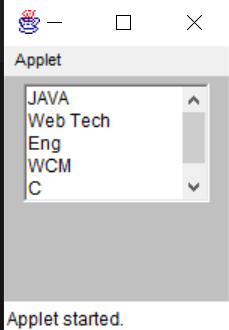 Applet
JAVA
Web Tech
Eng
WCM
C
Applet started.